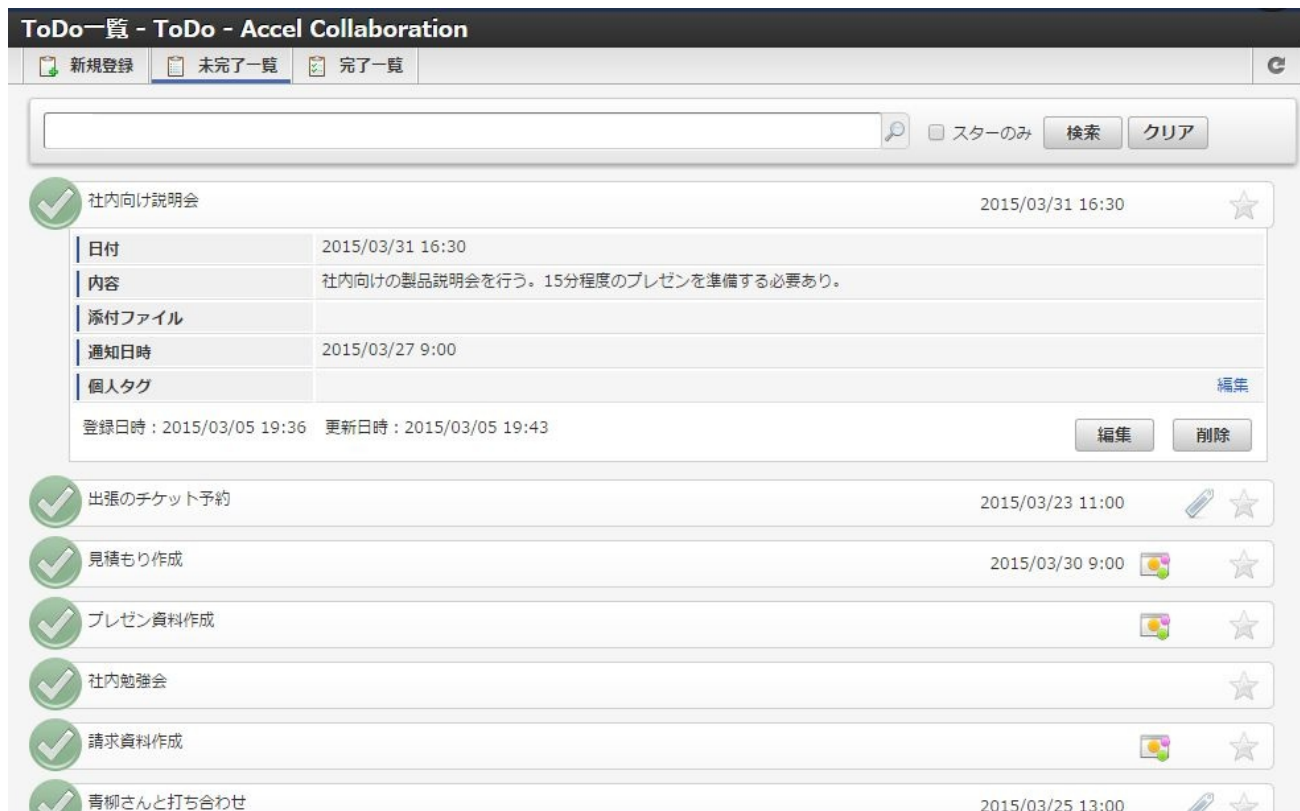 ToDo一覧 - ToDo - Accel Collaboration
新規登録 未完了一覧 完了一覧
スターのみ 検索 クリア
社内向け説明会 2015/03/31 16:30
日付 2015/03/31 16:30
内容 社内向けの製品説明会を行う。15分程度のプレゼンを準備する必要あり。
添付ファイル
通知日時 2015/03/27 9:00
個人タグ 編集
登録日時：2015/03/05 19:36 更新日時：2015/03/05 19:43 編集 削除
出張のチケット予約 2015/03/23 11:00
見積もり作成 2015/03/30 9:00
プレゼン資料作成
社内勉強会
請求資料作成
青柳さんと打ち合わせ 2015/03/25 13:00